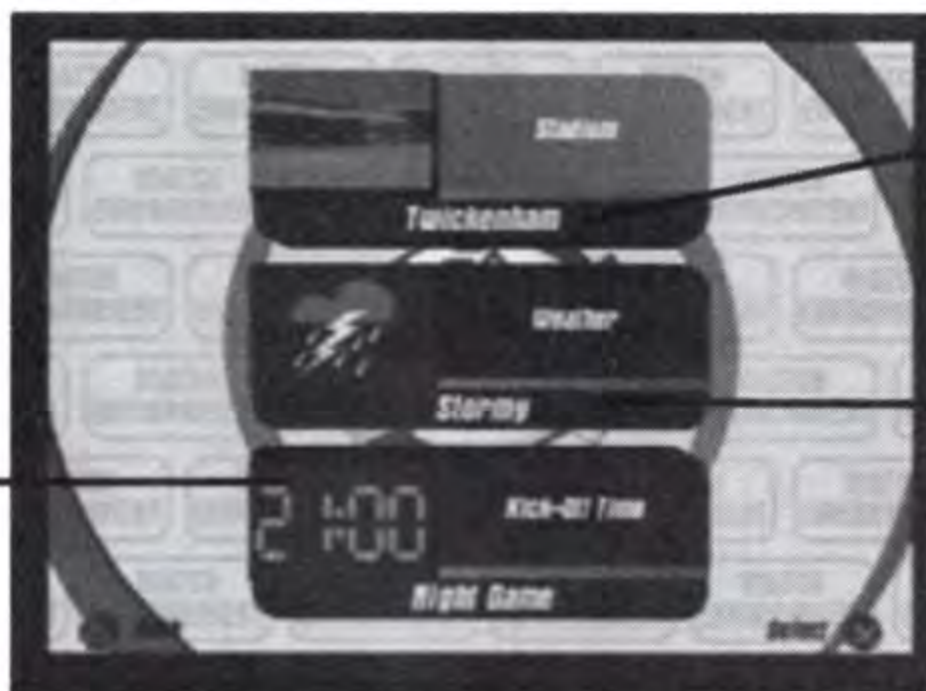 Stadium
Twickenham
Weather
Stormy
21:00
Kick-Off Time
Night Game
Select